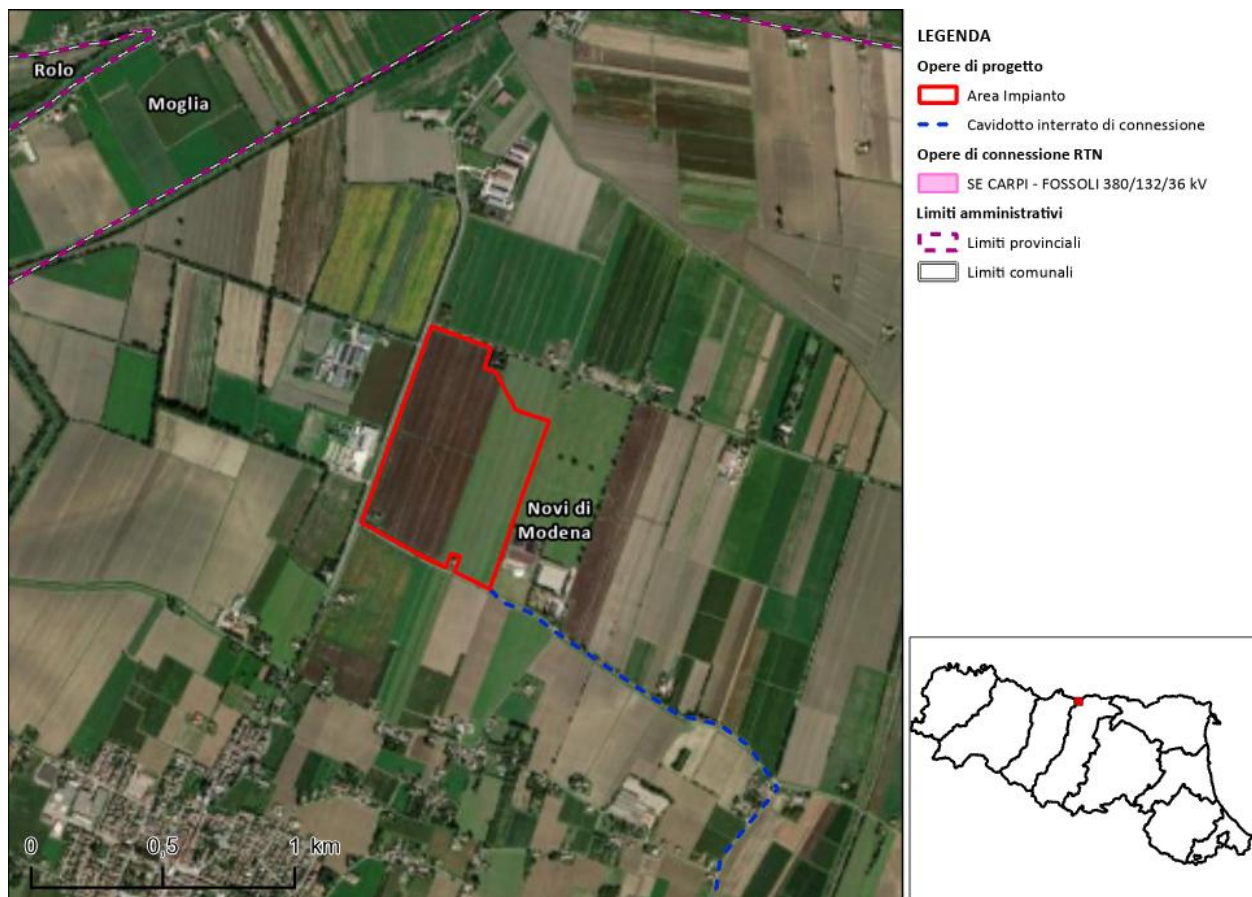 Rolo
Moglia
Novi di
Modena
0 0,5 1 km
LEGENDA
Opere di progetto
Area Impianto
Cavidotto interrato di connessione
Opere di connessione RTN
SE CARPI - FOSSOLI 380/132/36 kV
Limiti amministrativi
Limiti provinciali
Limiti comunali